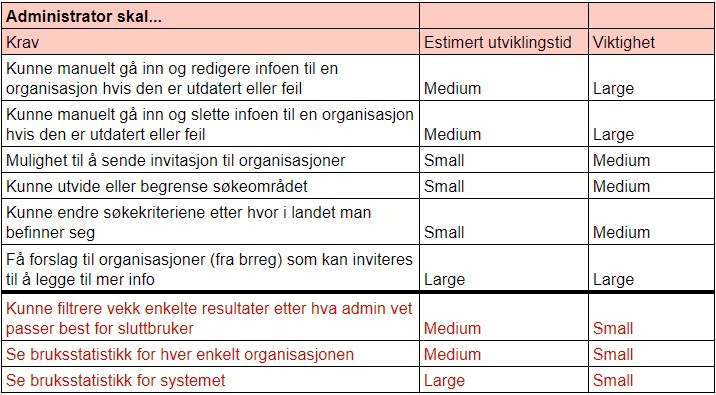 Administrator skal...
Krav Estimert utviklingstid Viktighet
Kunne manuelt gå inn og redigere infoen til en
organisasjon hvis den er utdatert eller feil Medium Large
Kunne manuelt gå inn og slette infoen til en organisasjon
hvis den er utdatert eller feil Medium Large
Mulighet til å sende invitasjon til organisasjoner Small Medium
Kunne utvide eller begrense søkeområdet Small Medium
Kunne endre søkekriteriene etter hvor i landet man
befinner seg Small Medium
Få forslag til organisasjoner (fra brreg) som kan inviteres
til å legge til mer info Large Large
Kunne filtrere vekk enkelte resultater etter hva admin vet
passer best for sluttbruker Medium Small
Se bruksstatistikk for hver enkelt organisasjonen Medium Small
Se bruksstatistikk for systemet Large Small